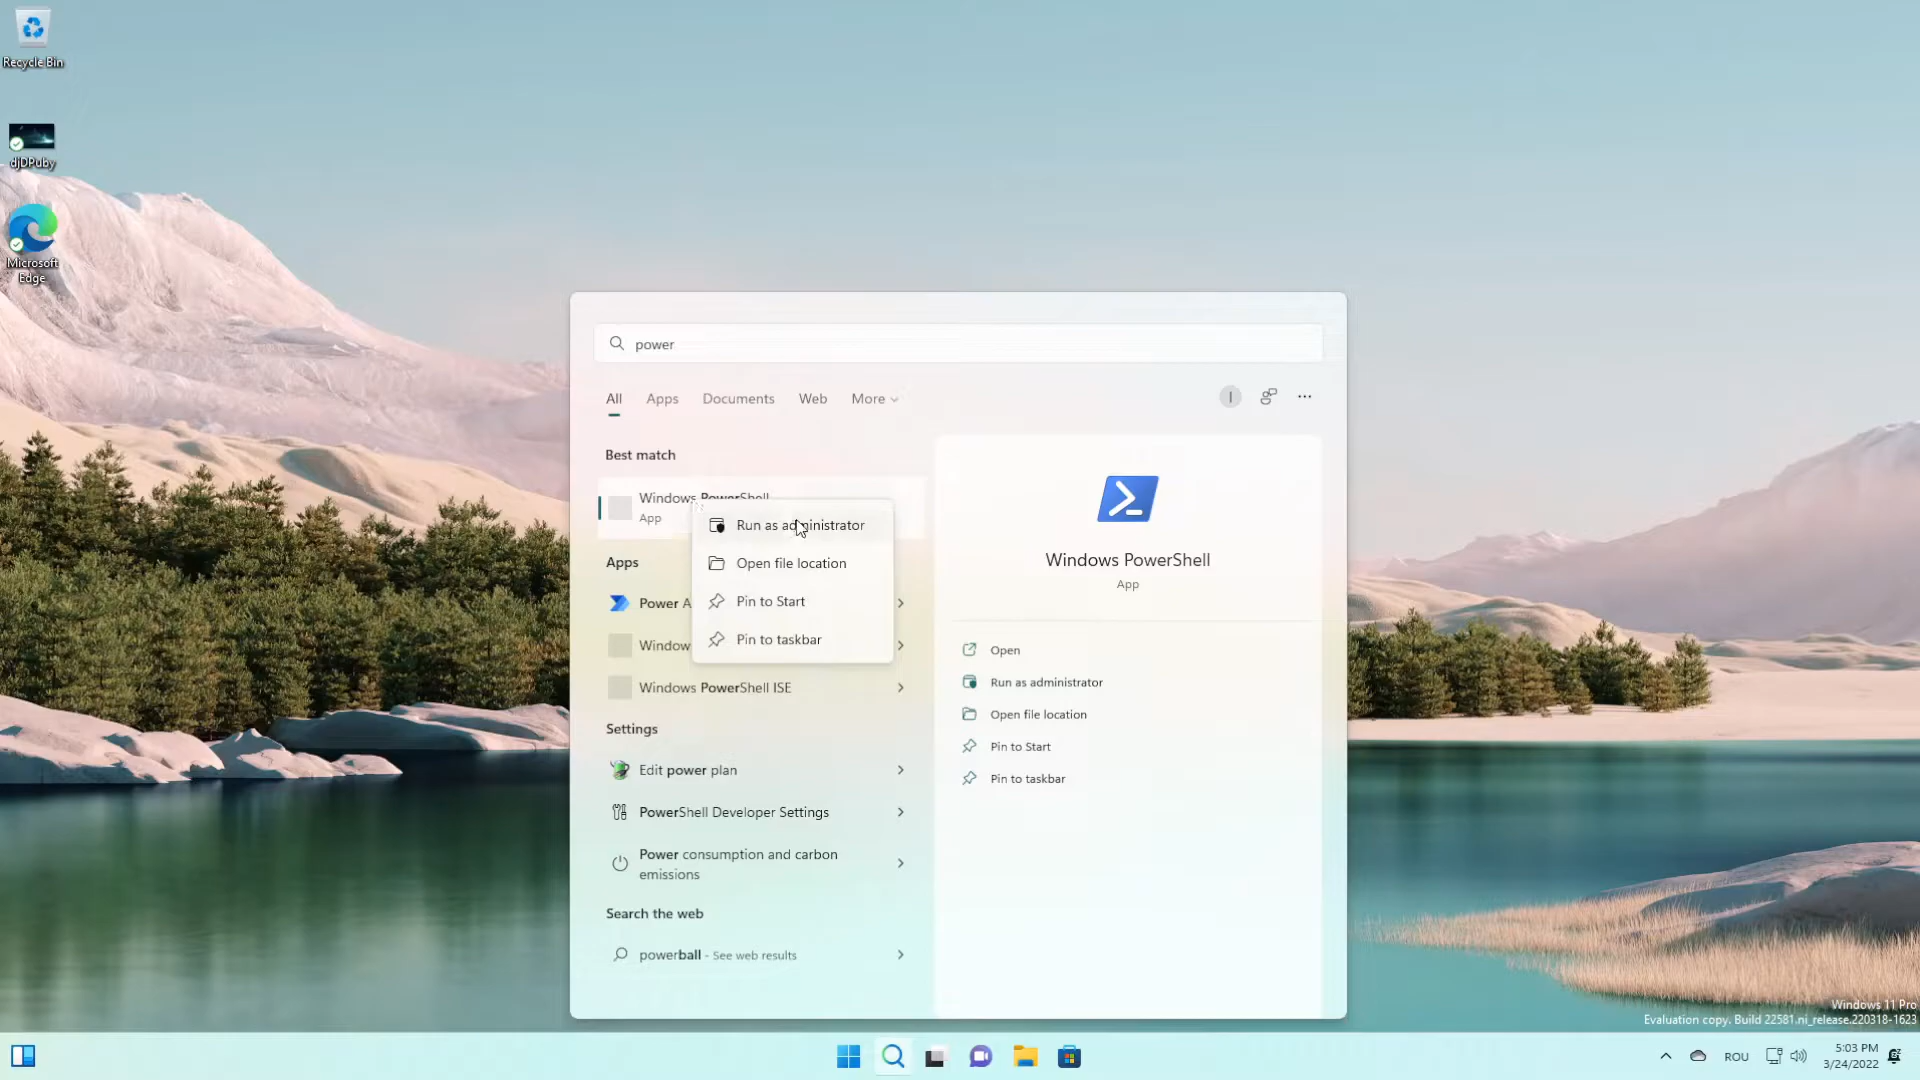 Recycle Bin
djDPuby
Microsoft
Edge
power
All Apps Documents Web More
I
Best match
Windows PowerShell
App
Run as administrator
Open file location
Pin to Start
Pin to taskbar
Apps
Power A
Window
Windows PowerShell ISE
Settings
Edit power plan
PowerShell Developer Settings
Power consumption and carbon
emissions
Search the web
powerball - See web results
Windows PowerShell
App
Open
Run as administrator
Open file location
Pin to Start
Pin to taskbar
Windows 11 Pro
Evaluation copy. Build 22581.ni_release.220318-1623
ROU
5:03 PM
3/24/2022